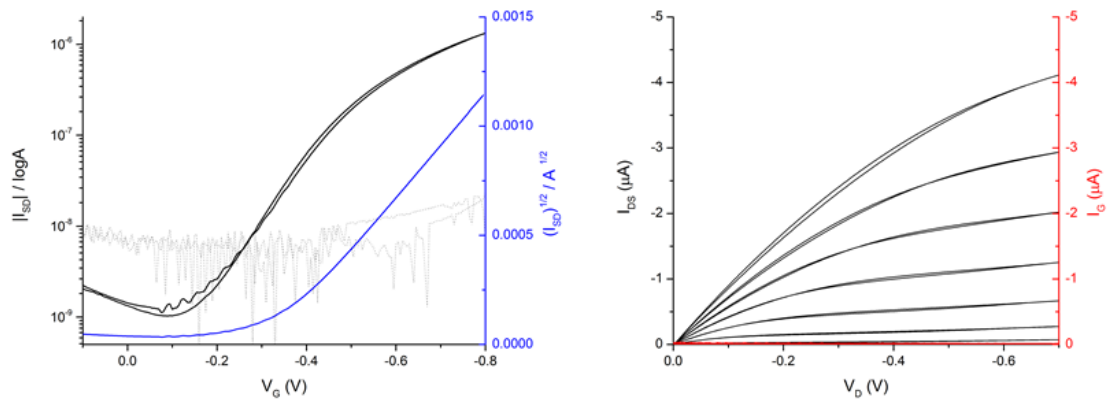 10⁻⁶
10⁻⁷
10⁻⁸
10⁻⁹
|I_SD| / logA
0.0 -0.2 -0.4 -0.6 -0.8
V_G (V)
0.0015
0.0010
0.0005
0.0000
(I_SD)^1/2 / A^1/2
-5
-4
-3
-2
-1
0
I_DS (μA)
0.0 -0.2 -0.4 -0.6
V_D (V)
-5
-4
-3
-2
-1
0
I_G (μA)